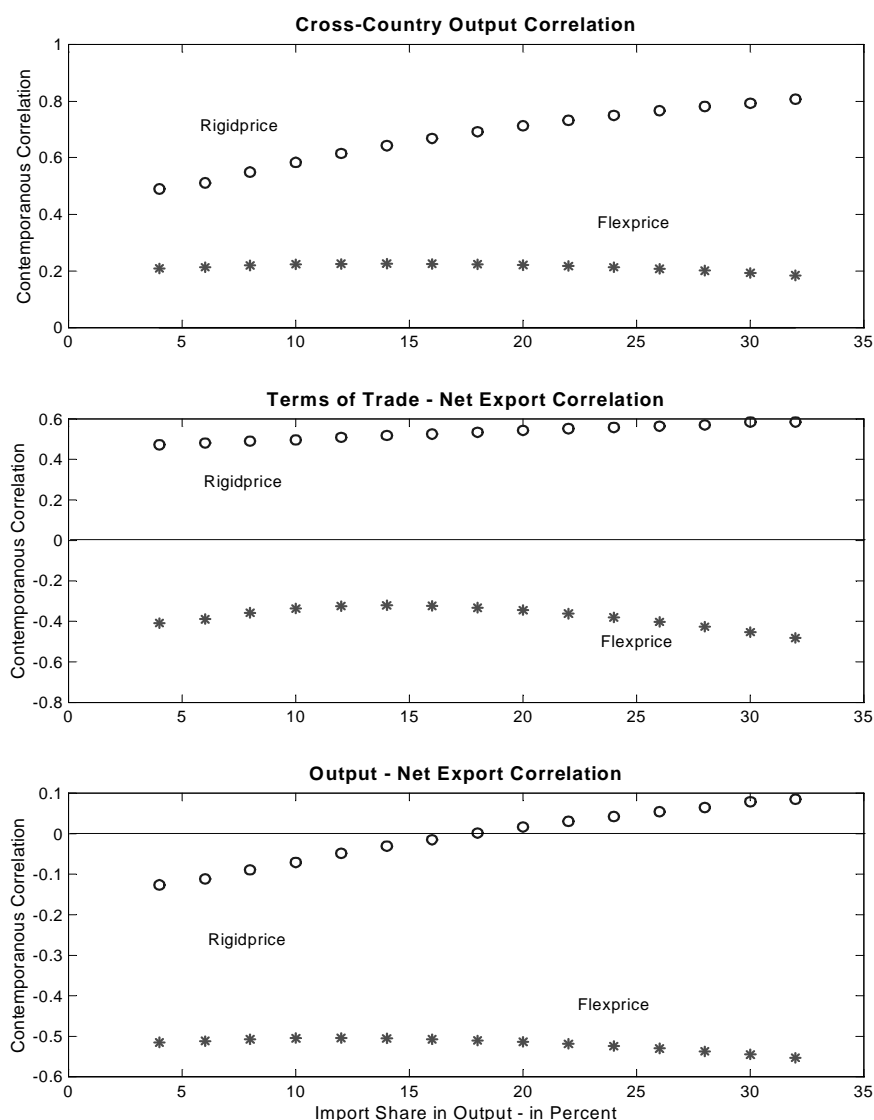 Cross-Country Output Correlation
1
0.8
0.6
0.4
0.2
0
Contemporanous Correlation
Rigidprice
Flexprice
0 5 10 15 20 25 30 35
Terms of Trade - Net Export Correlation
0.6
0.4
0.2
0
-0.2
-0.4
-0.6
-0.8
Contemporanous Correlation
Rigidprice
Flexprice
0 5 10 15 20 25 30 35
Output - Net Export Correlation
0.1
0
-0.1
-0.2
-0.3
-0.4
-0.5
-0.6
Contemporanous Correlation
Rigidprice
Flexprice
0 5 10 15 20 25 30 35
Import Share in Output - in Percent